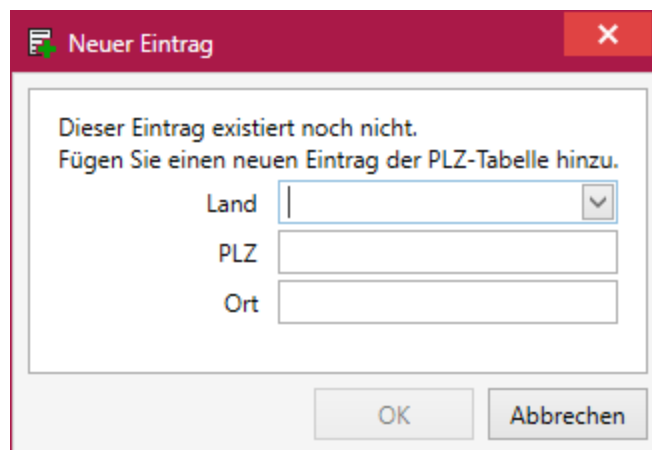 Neuer Eintrag
Dieser Eintrag existiert noch nicht.
Fügen Sie einen neuen Eintrag der PLZ-Tabelle hinzu.
Land
PLZ
Ort
OK Abbrechen